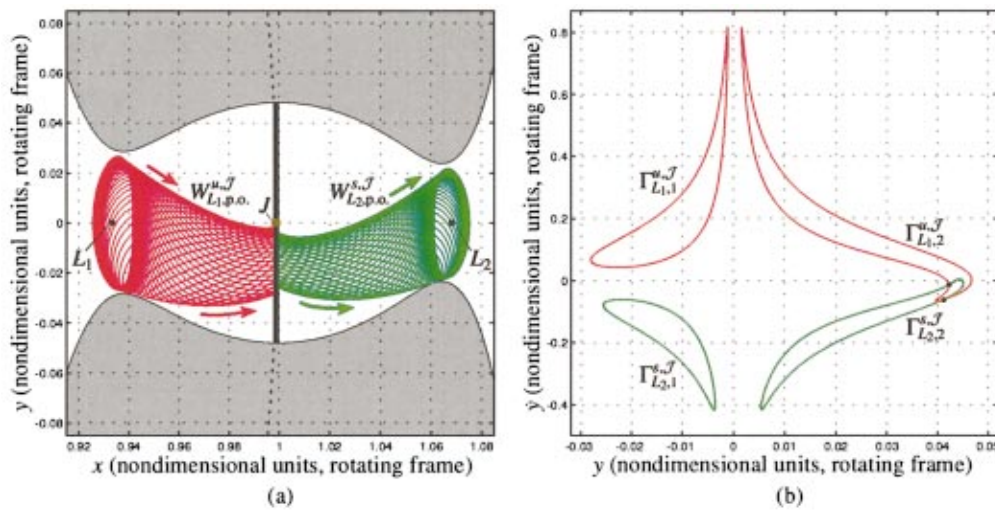 0.08
0.06
0.04
0.02
0
-0.02
-0.04
-0.06
-0.08
y (nondimensional units, rotating frame)
W^{u,𝒥}_{L₁,p.o.}
J
W^{s,𝒥}_{L₂,p.o.}
L₁
L₂
0.92 0.94 0.96 0.98 1 1.02 1.04 1.06 1.08
x (nondimensional units, rotating frame)
(a)
0.8
0.6
0.4
0.2
0
-0.2
-0.4
ẏ (nondimensional units, rotating frame)
Γ^{u,𝒥}_{L₁,1}
Γ^{u,𝒥}_{L₁,2}
Γ^{s,𝒥}_{L₂,2}
Γ^{s,𝒥}_{L₂,1}
-0.03 -0.02 -0.01 0 0.01 0.02 0.03 0.04 0.05
y (nondimensional units, rotating frame)
(b)